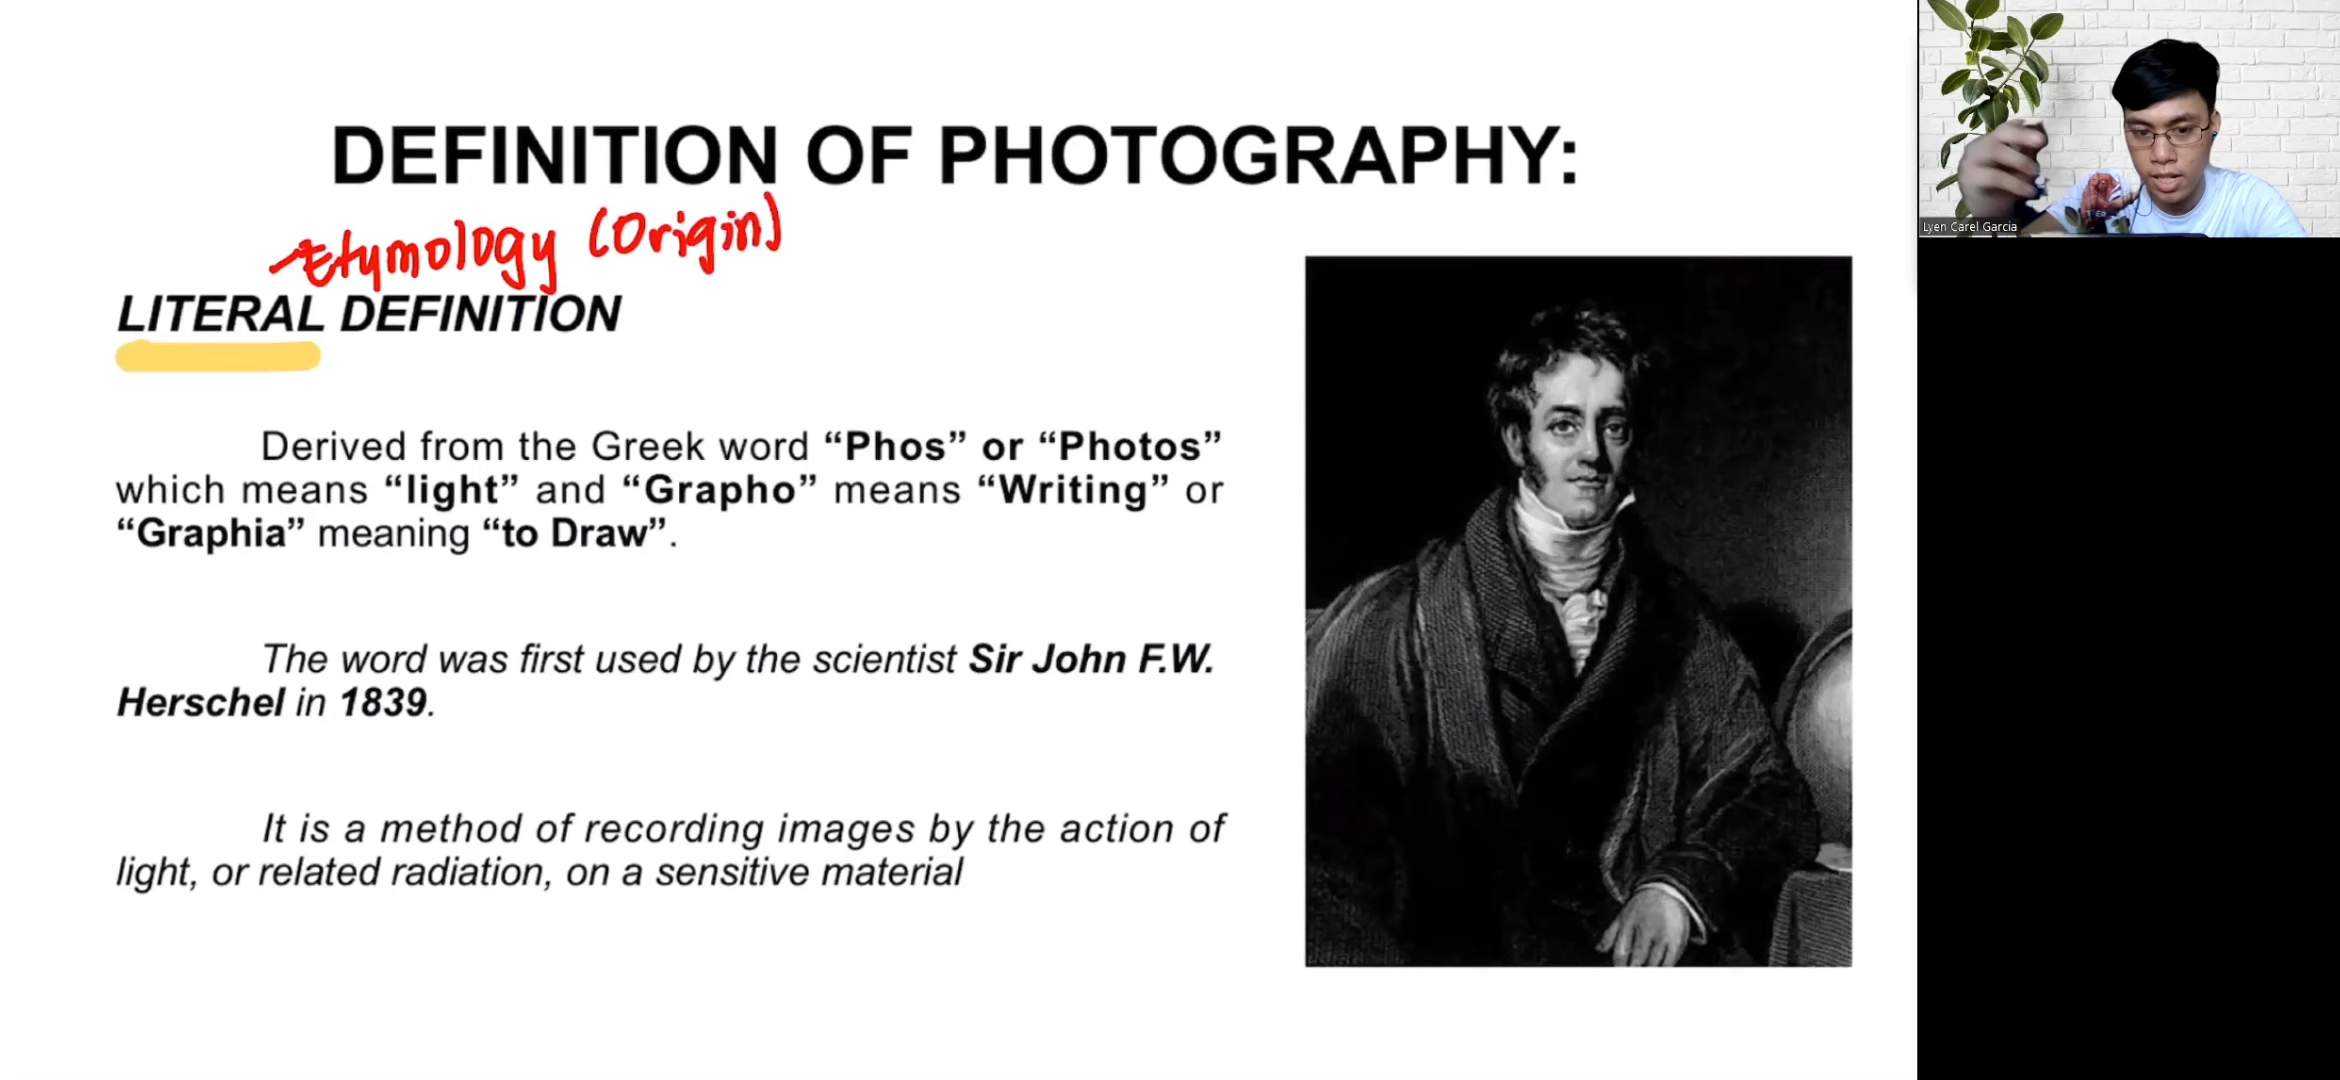 DEFINITION OF PHOTOGRAPHY:
Etymology (Origin)
LITERAL DEFINITION
Derived from the Greek word “Phos” or “Photos”
which means “light” and “Grapho” means “Writing” or
“Graphia” meaning “to Draw”.
The word was first used by the scientist Sir John F.W.
Herschel in 1839.
It is a method of recording images by the action of
light, or related radiation, on a sensitive material
Lyen Carel Garcia